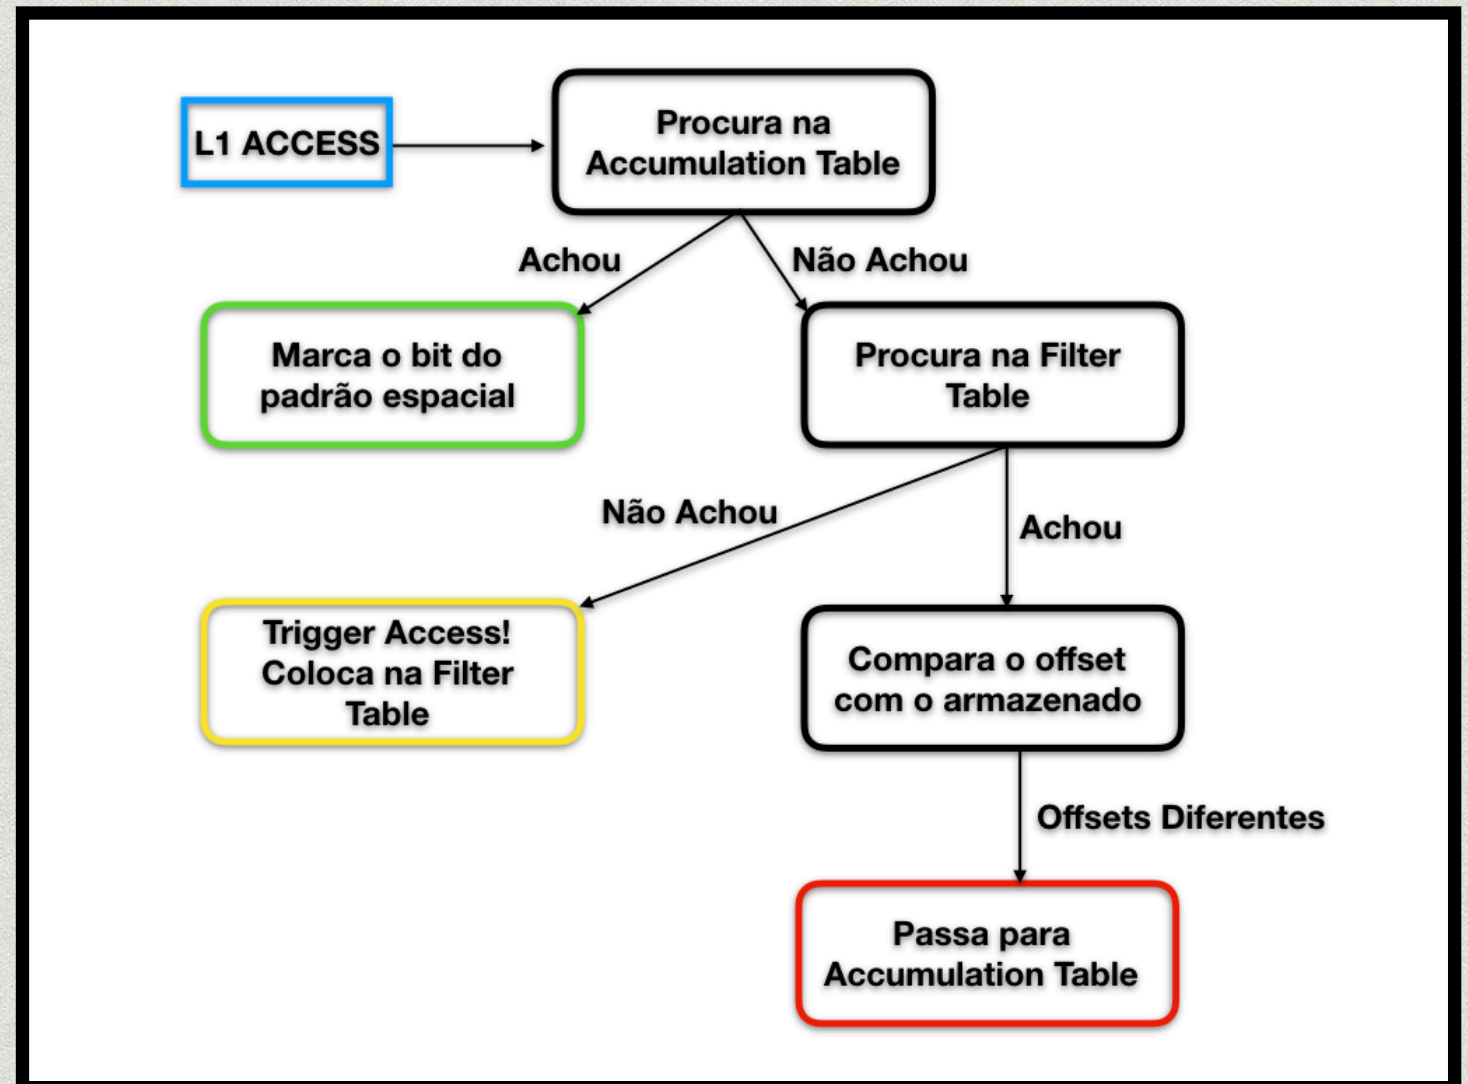 L1 ACCESS
Procura na
Accumulation Table
Achou
Não Achou
Marca o bit do
padrão espacial
Procura na Filter
Table
Não Achou
Achou
Trigger Access!
Coloca na Filter
Table
Compara o offset
com o armazenado
Offsets Diferentes
Passa para
Accumulation Table